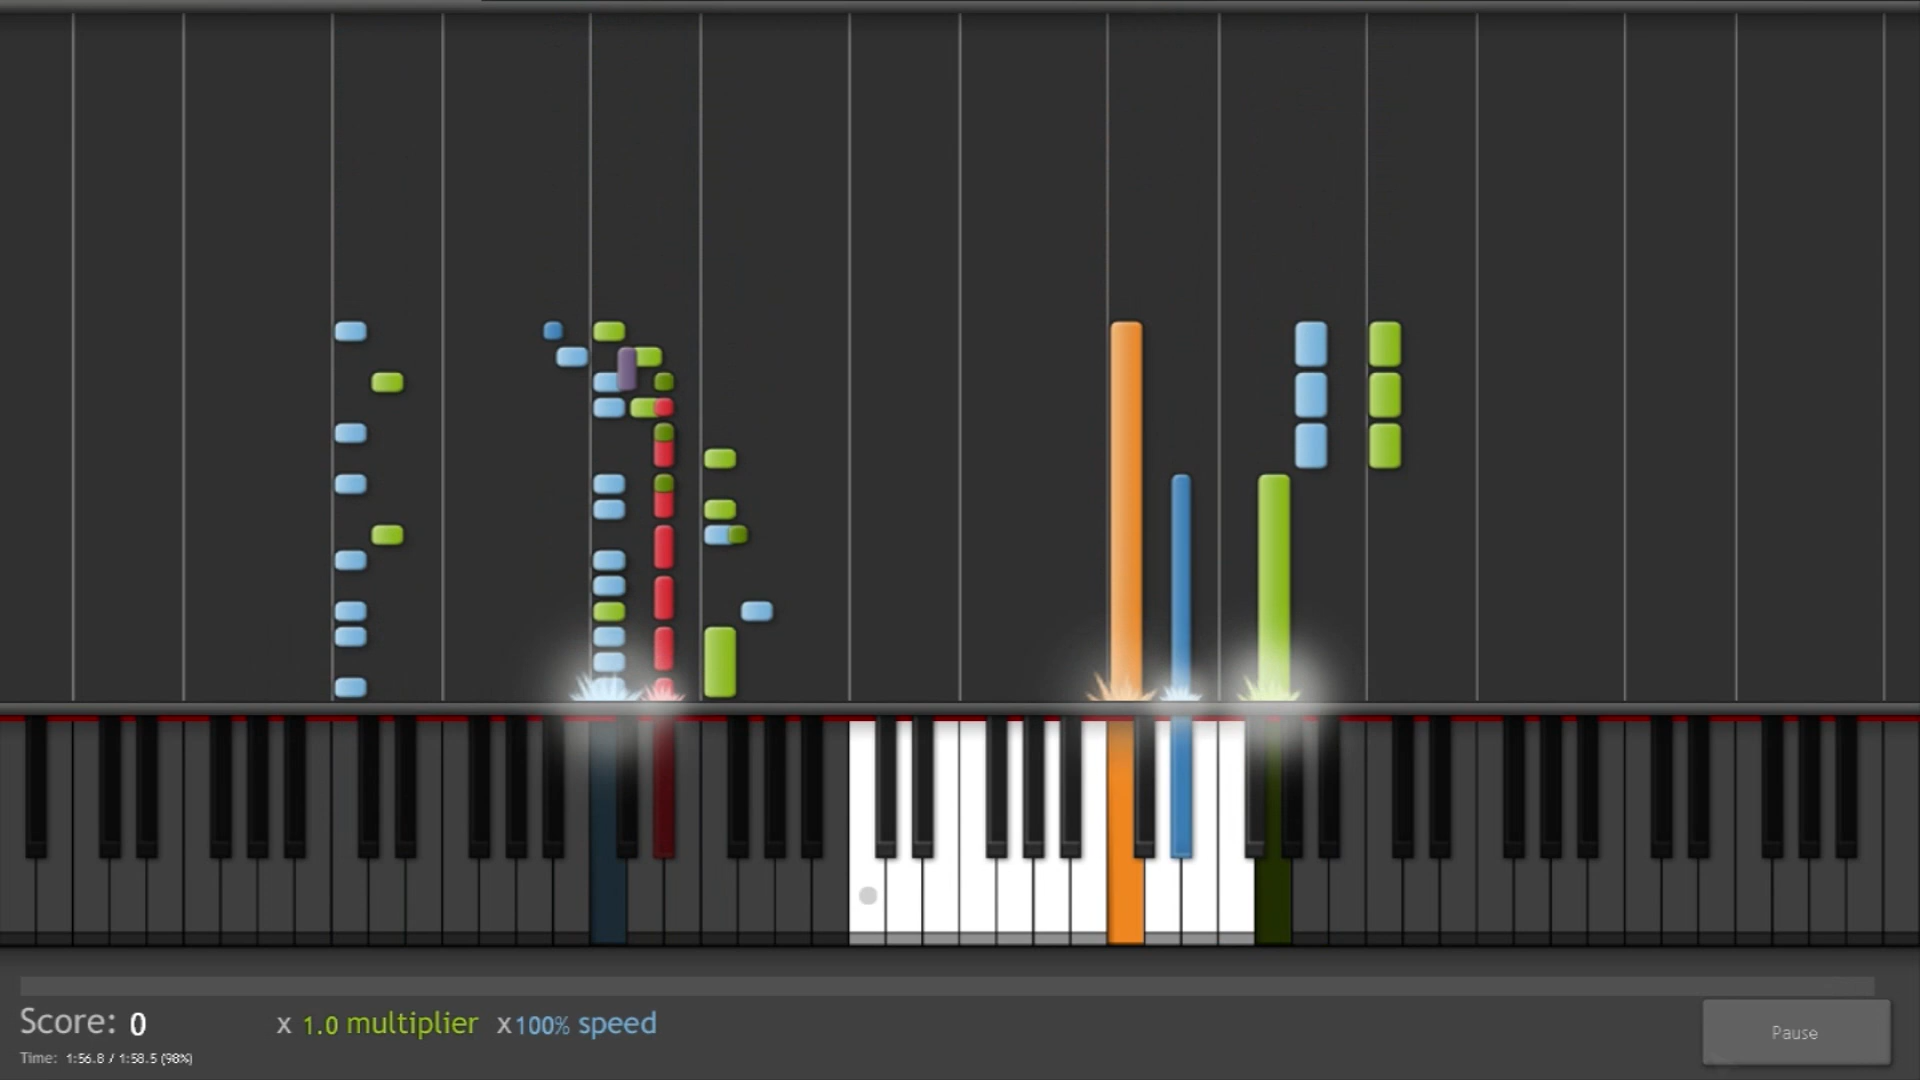 Score: 0 x 1.0 multiplier x100% speed
Time: 1:56.8 / 1:58.5 (98%)
Pause